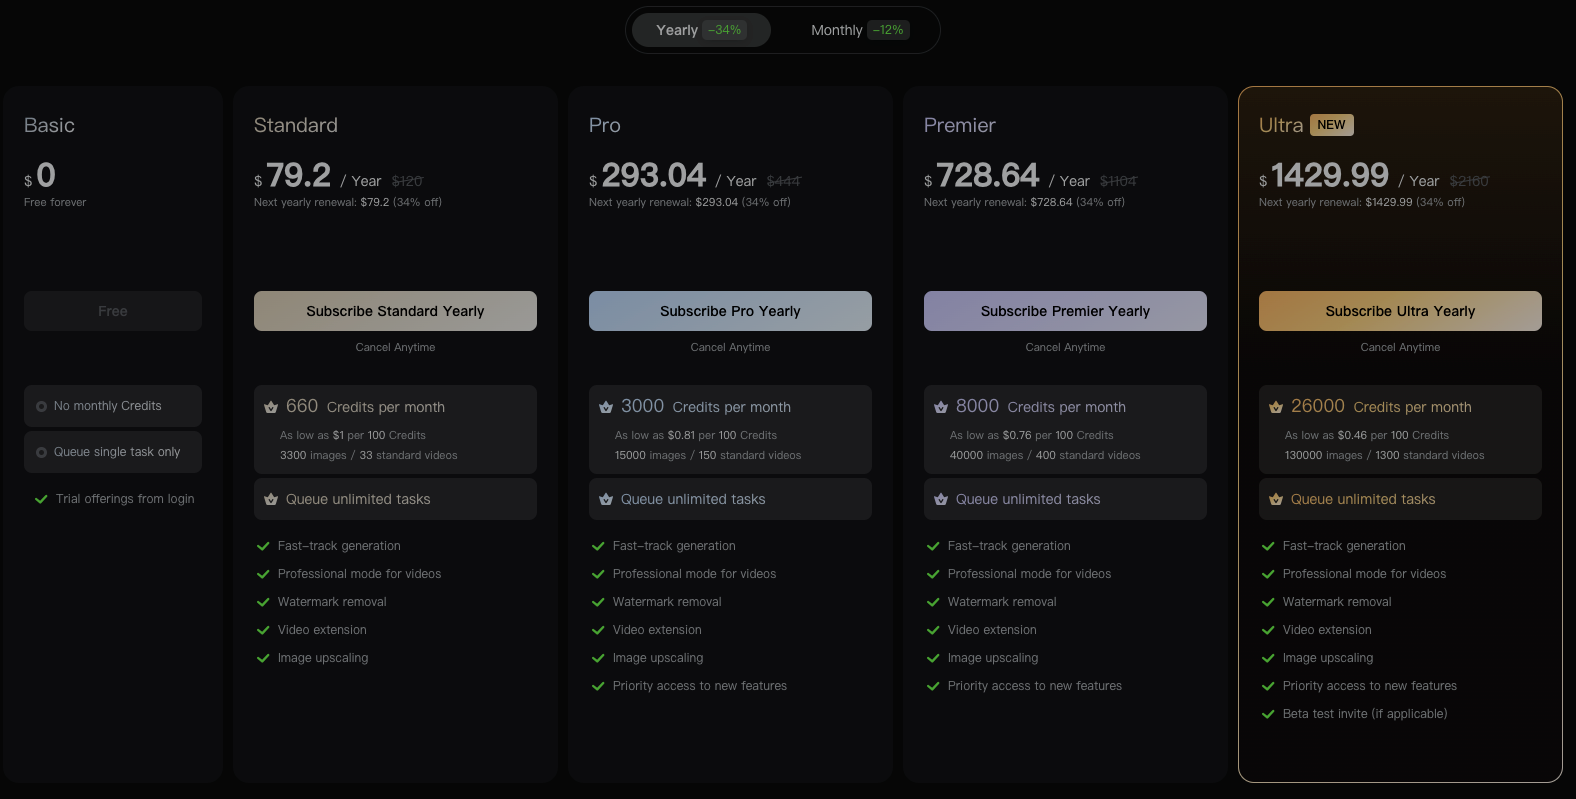 Yearly -34% Monthly -12%
Basic
$ 0
Free forever
Free
No monthly Credits
Queue single task only
Trial offerings from login
Standard
$ 79.2 / Year $120
Next yearly renewal: $79.2 (34% off)
Subscribe Standard Yearly
Cancel Anytime
660 Credits per month
As low as $1 per 100 Credits
3300 images / 33 standard videos
Queue unlimited tasks
Fast-track generation
Professional mode for videos
Watermark removal
Video extension
Image upscaling
Pro
$ 293.04 / Year $444
Next yearly renewal: $293.04 (34% off)
Subscribe Pro Yearly
Cancel Anytime
3000 Credits per month
As low as $0.81 per 100 Credits
15000 images / 150 standard videos
Queue unlimited tasks
Fast-track generation
Professional mode for videos
Watermark removal
Video extension
Image upscaling
Priority access to new features
Premier
$ 728.64 / Year $1104
Next yearly renewal: $728.64 (34% off)
Subscribe Premier Yearly
Cancel Anytime
8000 Credits per month
As low as $0.76 per 100 Credits
40000 images / 400 standard videos
Queue unlimited tasks
Fast-track generation
Professional mode for videos
Watermark removal
Video extension
Image upscaling
Priority access to new features
Ultra NEW
$ 1429.99 / Year $2160
Next yearly renewal: $1429.99 (34% off)
Subscribe Ultra Yearly
Cancel Anytime
26000 Credits per month
As low as $0.46 per 100 Credits
130000 images / 1300 standard videos
Queue unlimited tasks
Fast-track generation
Professional mode for videos
Watermark removal
Video extension
Image upscaling
Priority access to new features
Beta test invite (if applicable)